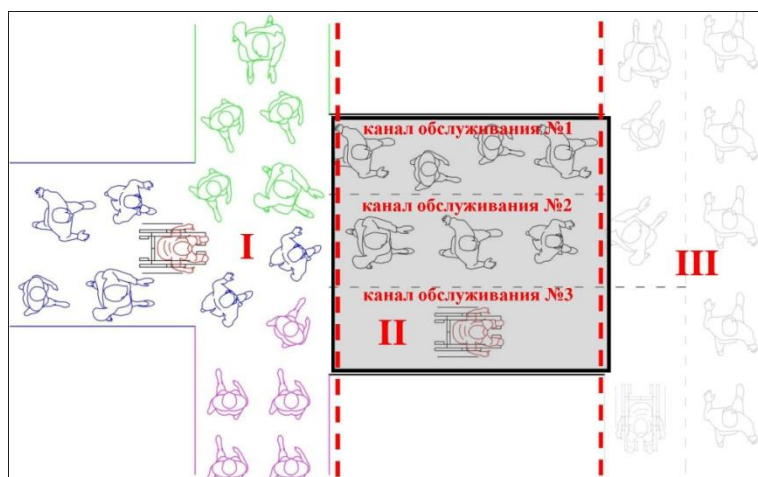 канал обслуживания №1
канал обслуживания №2
I
III
канал обслуживания №3
II